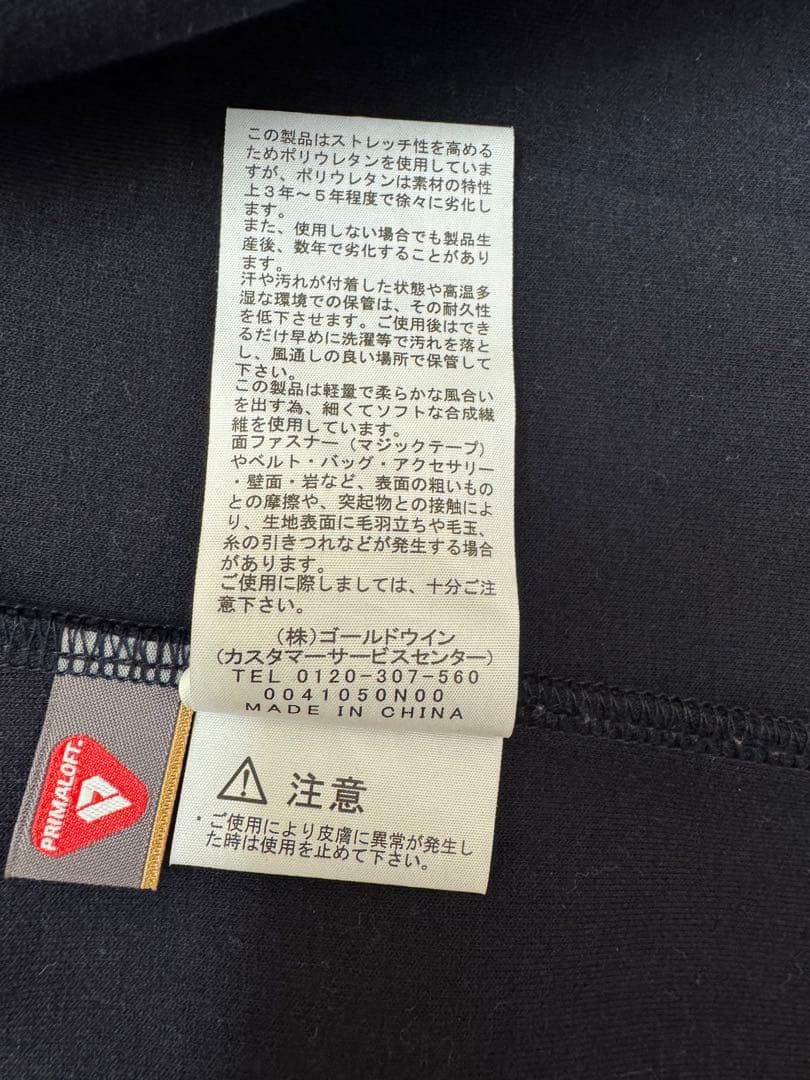 この製品はストレッチ性を高める
ためポリウレタンを使用していま
すが、ポリウレタンは素材の特性
上3年～5年程度で徐々に劣化し
ます。
また、使用しない場合でも製品生
産後、数年で劣化することがあり
ます。
汗や汚れが付着した状態や高温多
湿な環境での保管は、その耐久性
を低下させます。ご使用後はでき
るだけ早めに洗濯等で汚れを落と
し、風通しの良い場所で保管して
下さい。
この製品は軽量で柔らかな風合い
を出す為、細くてソフトな合成繊
維を使用しています。
面ファスナー（マジックテープ）
やベルト・バッグ・アクセサリー
・壁面・岩など、表面の粗いもの
との摩擦や、突起物との接触によ
り、生地表面に毛羽立ちや毛玉、
糸の引きつれなどが発生する場合
があります。
ご使用に際しましては、十分ご注
意下さい。
（株）ゴールドウイン
（カスタマーサービスセンター）
TEL 0120-307-560
0041050N00
MADE IN CHINA
PRIMALOFT
⚠ 注意
・ご使用により皮膚に異常が発生し
た時は使用を止めて下さい。